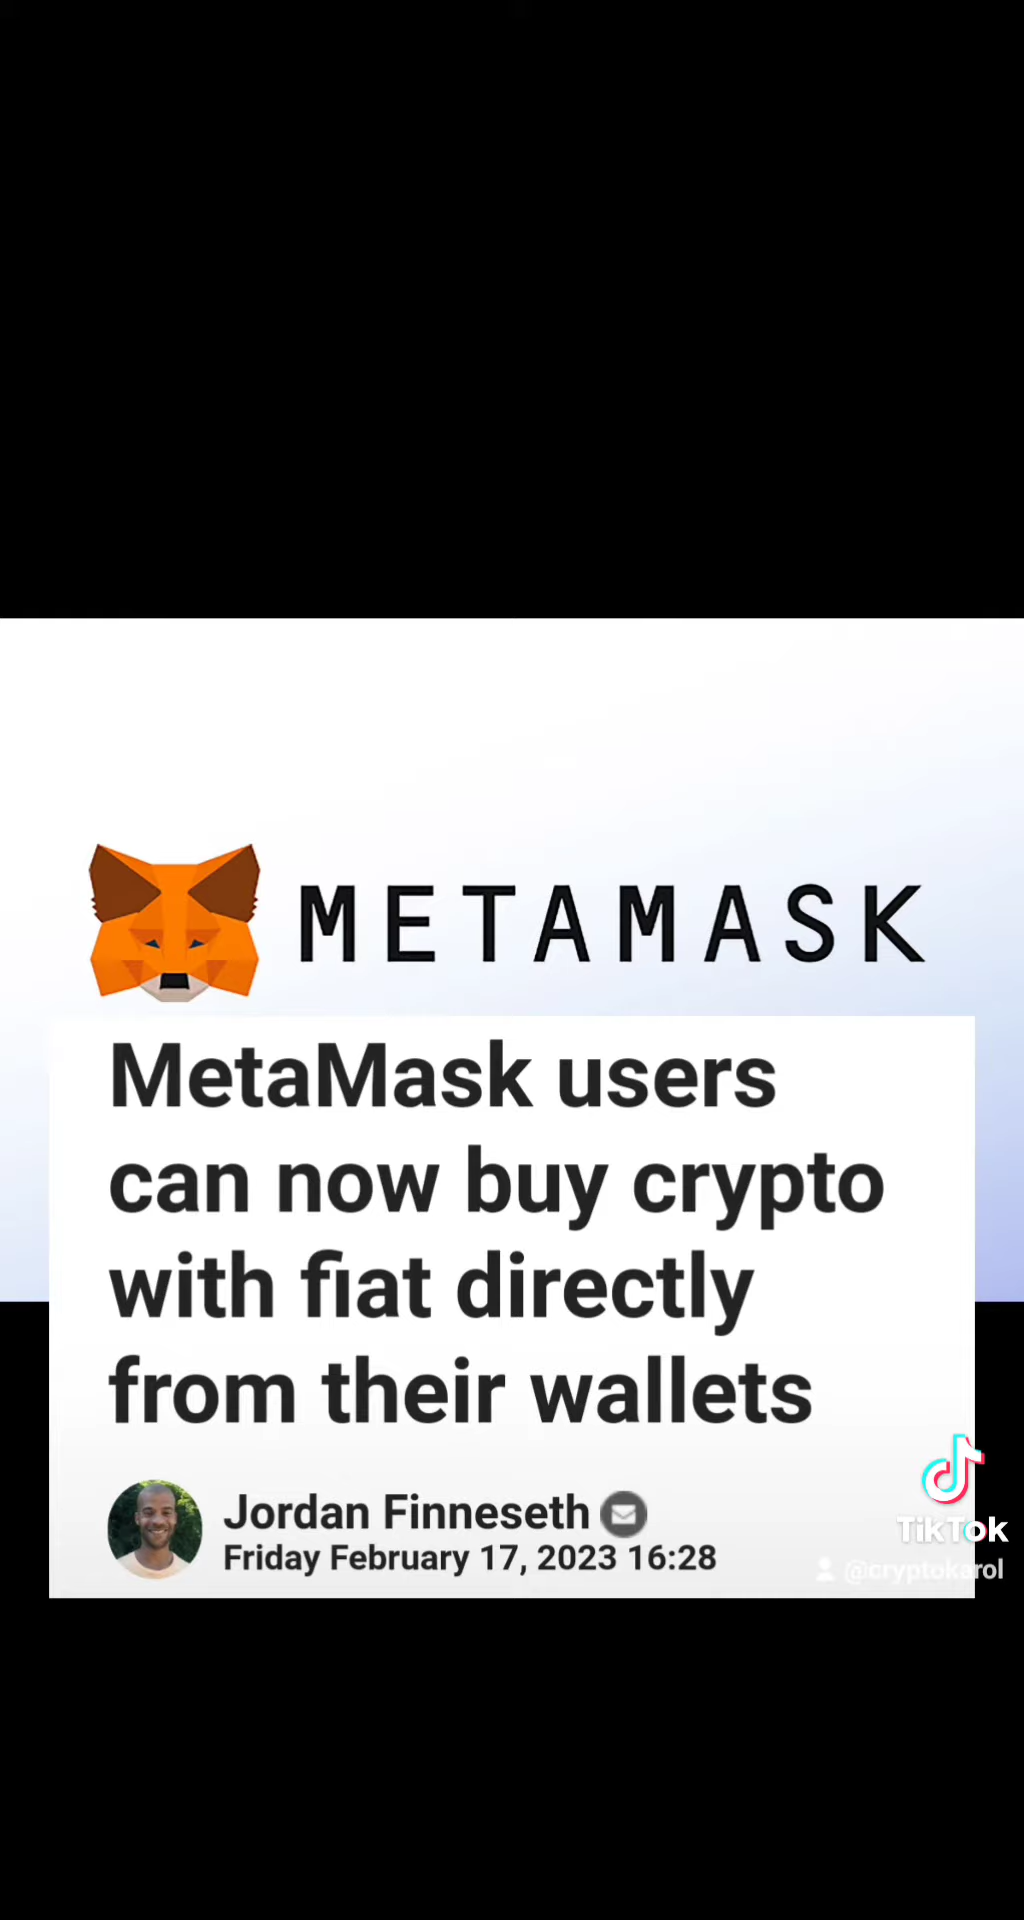 METAMASK
MetaMask users
can now buy crypto
with fiat directly
from their wallets
Jordan Finneseth
Friday February 17, 2023 16:28
TikTok
@cryptokarol